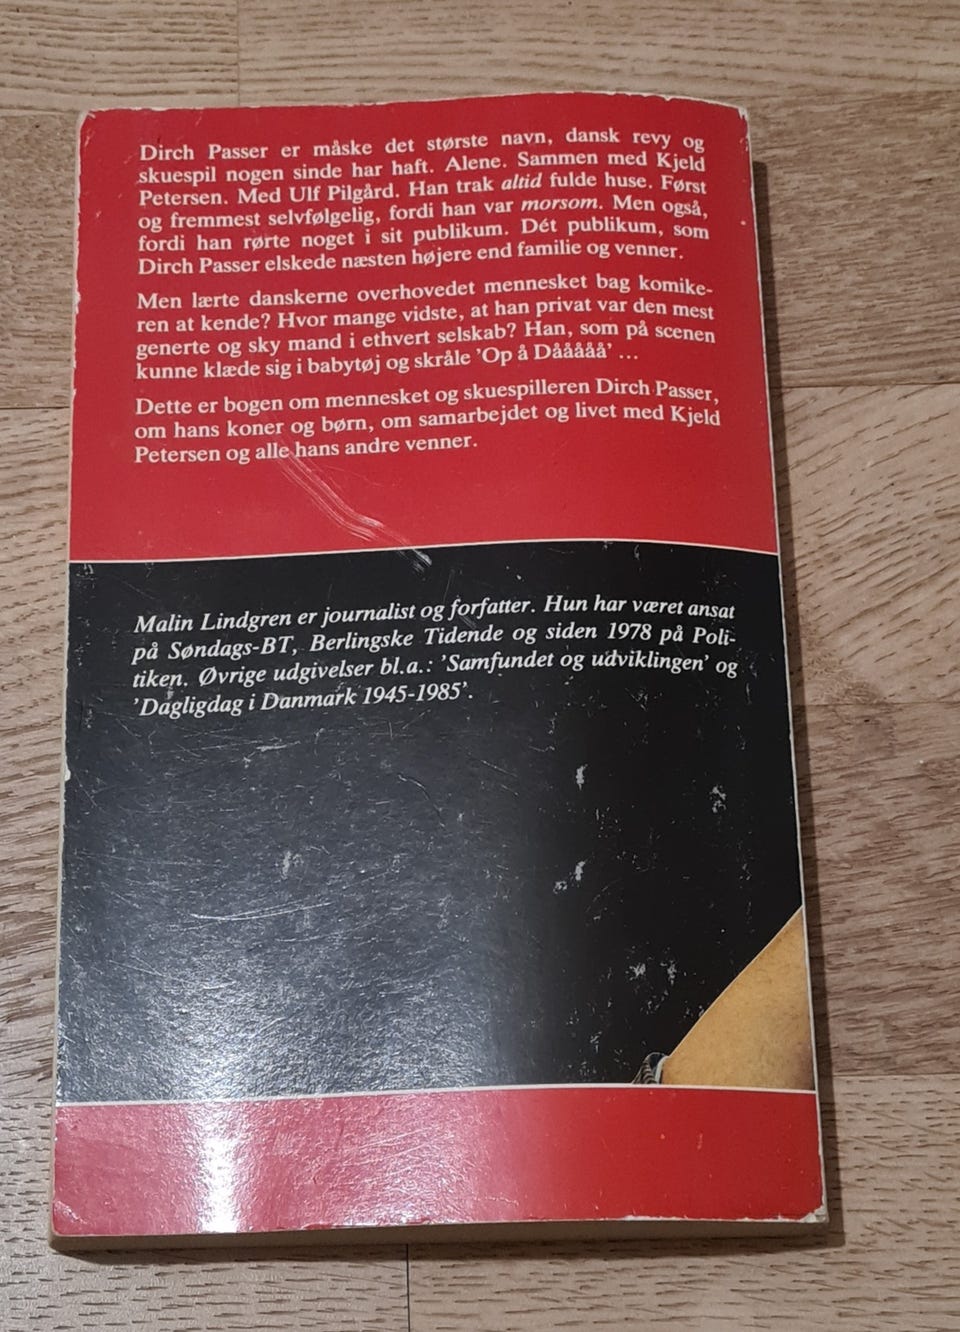 Dirch Passer er måske det største navn, dansk revy og
skuespil nogen sinde har haft. Alene. Sammen med Kjeld
Petersen. Med Ulf Pilgård. Han trak altid fulde huse. Først
og fremmest selvfølgelig, fordi han var morsom. Men også,
fordi han rørte noget i sit publikum. Dét publikum, som
Dirch Passer elskede næsten højere end familie og venner.
Men lærte danskerne overhovedet mennesket bag komike-
ren at kende? Hvor mange vidste, at han privat var den mest
generte og sky mand i ethvert selskab? Han, som på scenen
kunne klæde sig i babytøj og skråle 'Op å Dååååå' ...
Dette er bogen om mennesket og skuespilleren Dirch Passer,
om hans koner og børn, om samarbejdet og livet med Kjeld
Petersen og alle hans andre venner.
Malin Lindgren er journalist og forfatter. Hun har været ansat
på Søndags-BT, Berlingske Tidende og siden 1978 på Poli-
tiken. Øvrige udgivelser bl.a.: 'Samfundet og udviklingen' og
'Dagligdag i Danmark 1945-1985'.